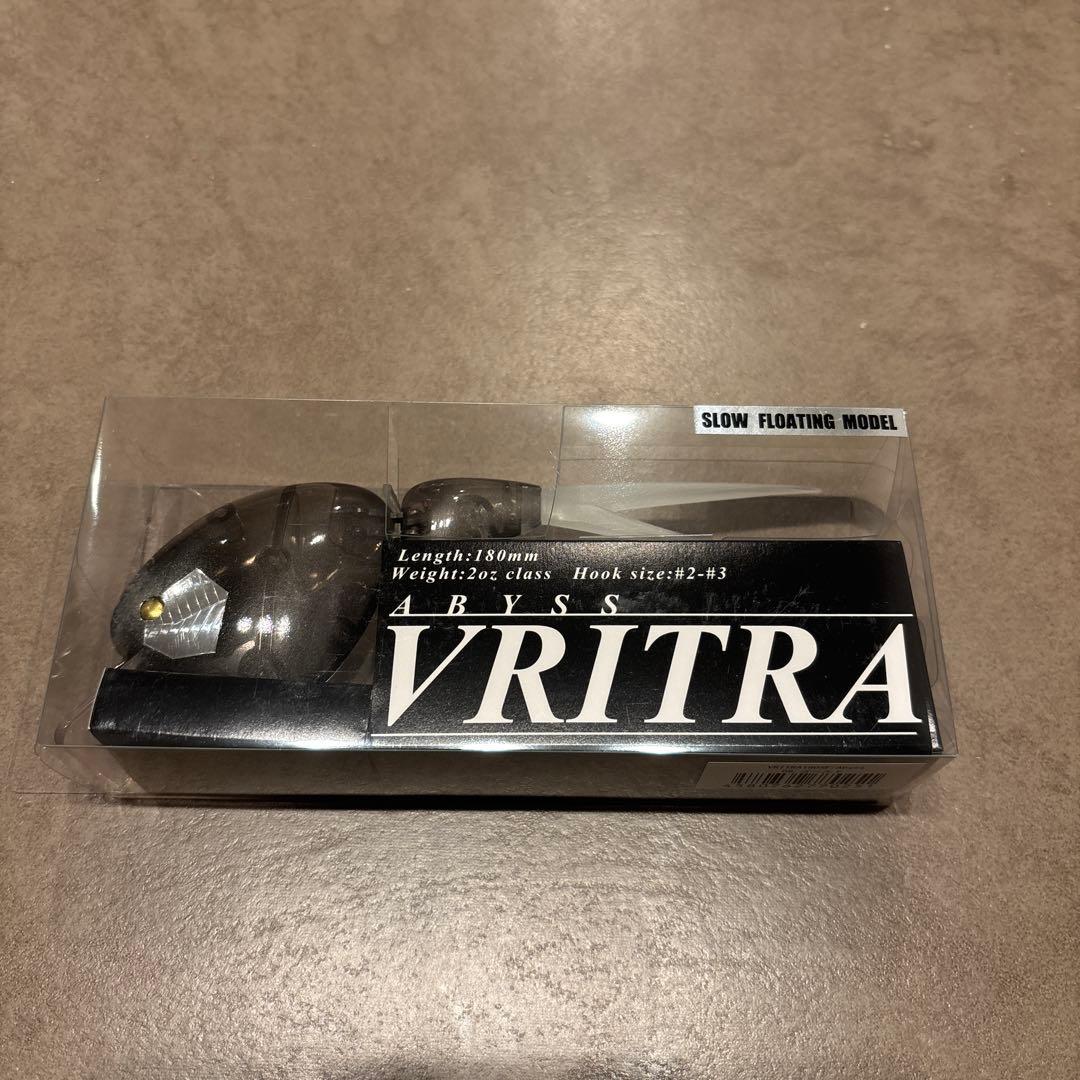 SLOW FLOATING MODEL
Length:180mm
Weight:2oz class Hook size:#2-#3
ABYSS
VRITRA